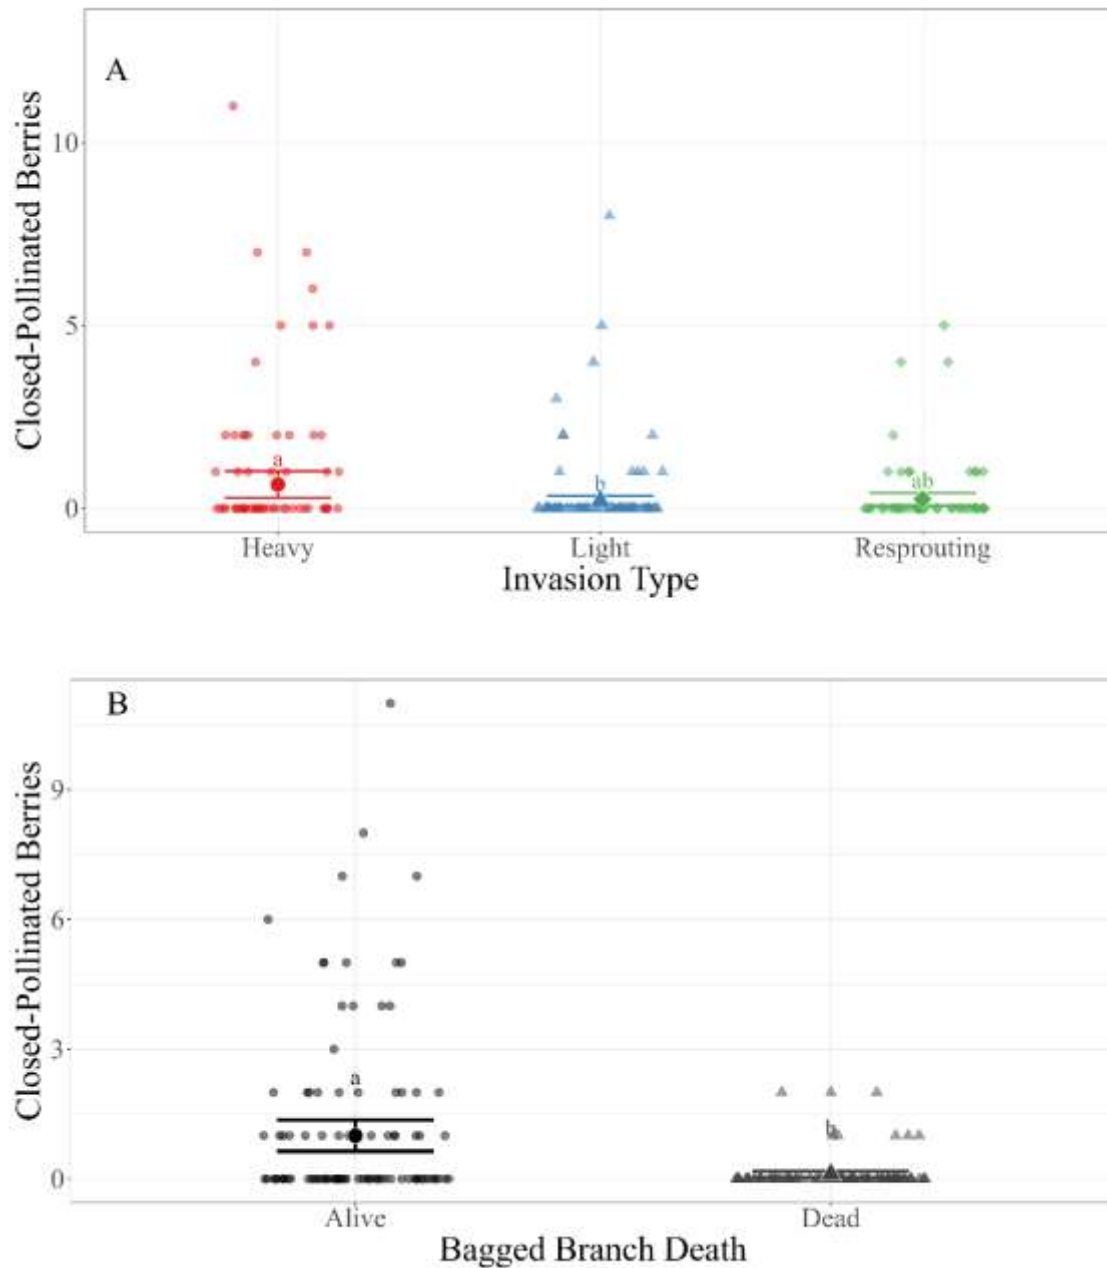 A
Closed-Pollinated Berries
10
5
0
a
b
ab
Heavy
Light
Resprouting
Invasion Type
B
Closed-Pollinated Berries
9
6
3
0
a
b
Alive
Dead
Bagged Branch Death